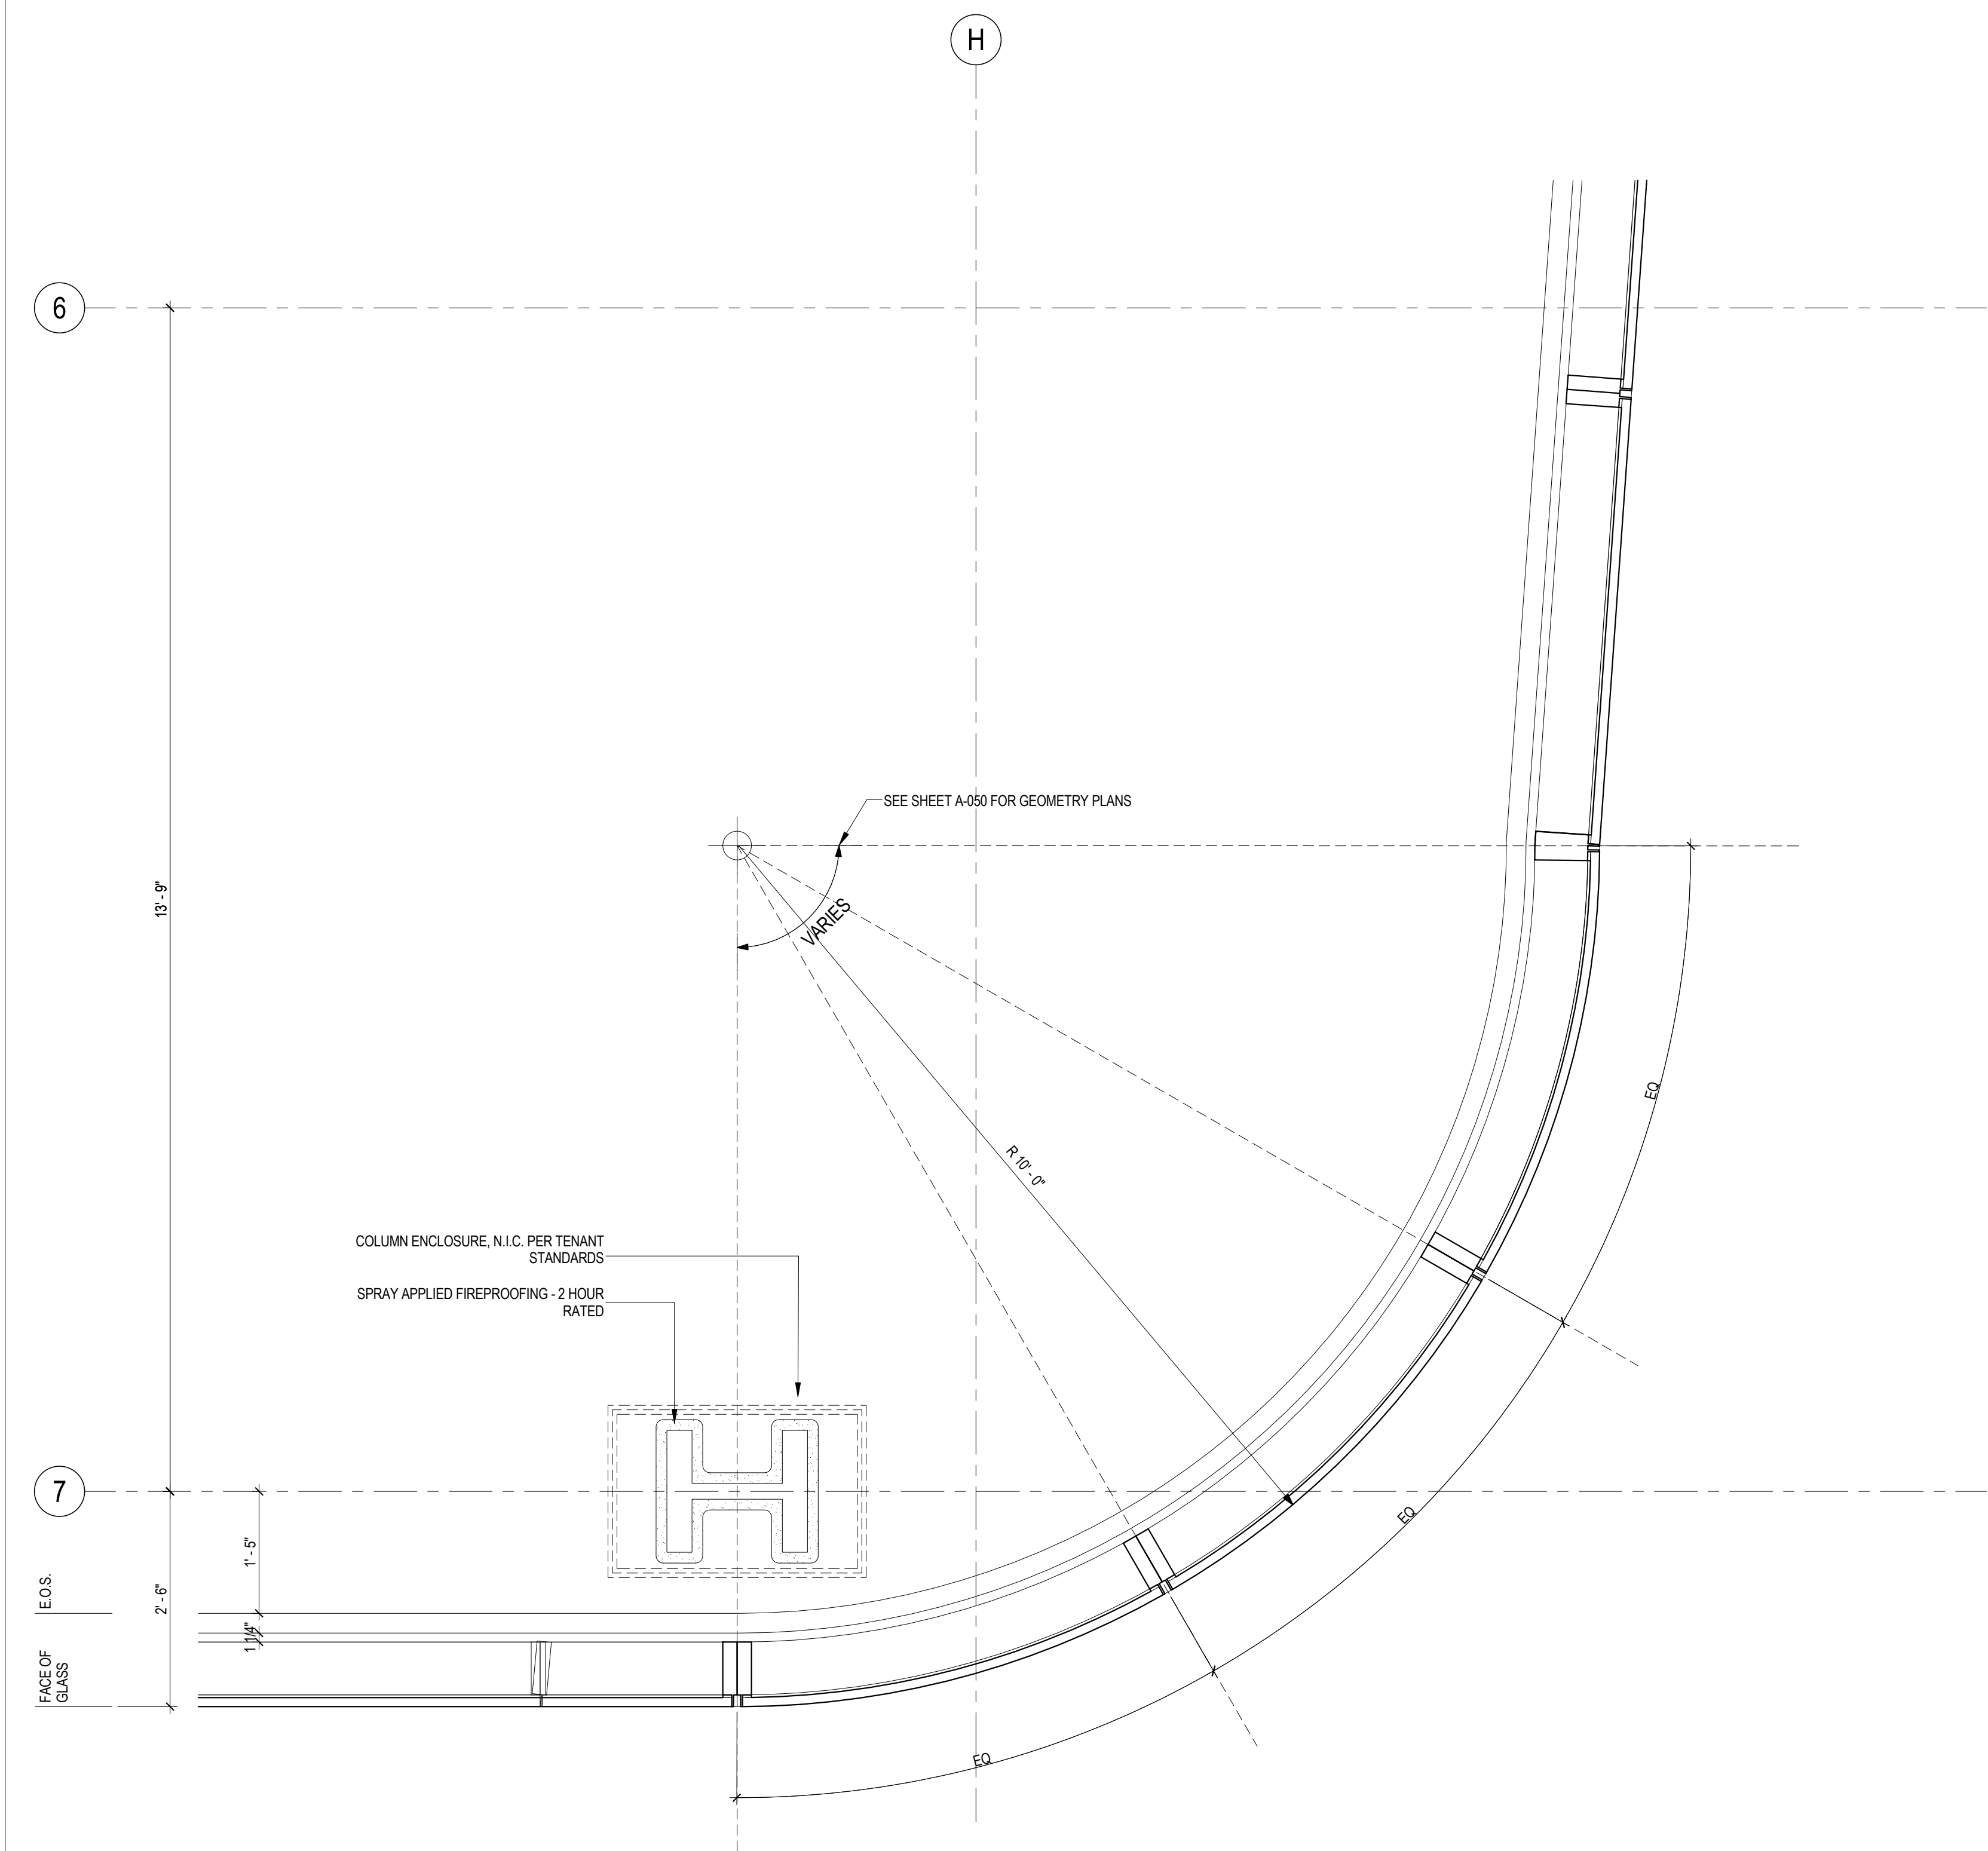 H
6
SEE SHEET A-050 FOR GEOMETRY PLANS
13' - 9"
VARIES
EQ
R 10' - 0"
COLUMN ENCLOSURE, N.I.C. PER TENANT
STANDARDS
SPRAY APPLIED FIREPROOFING - 2 HOUR
RATED
7
EQ
1' - 5"
E.O.S.
2' - 6"
1 1/4"
FACE OF
GLASS
EQ